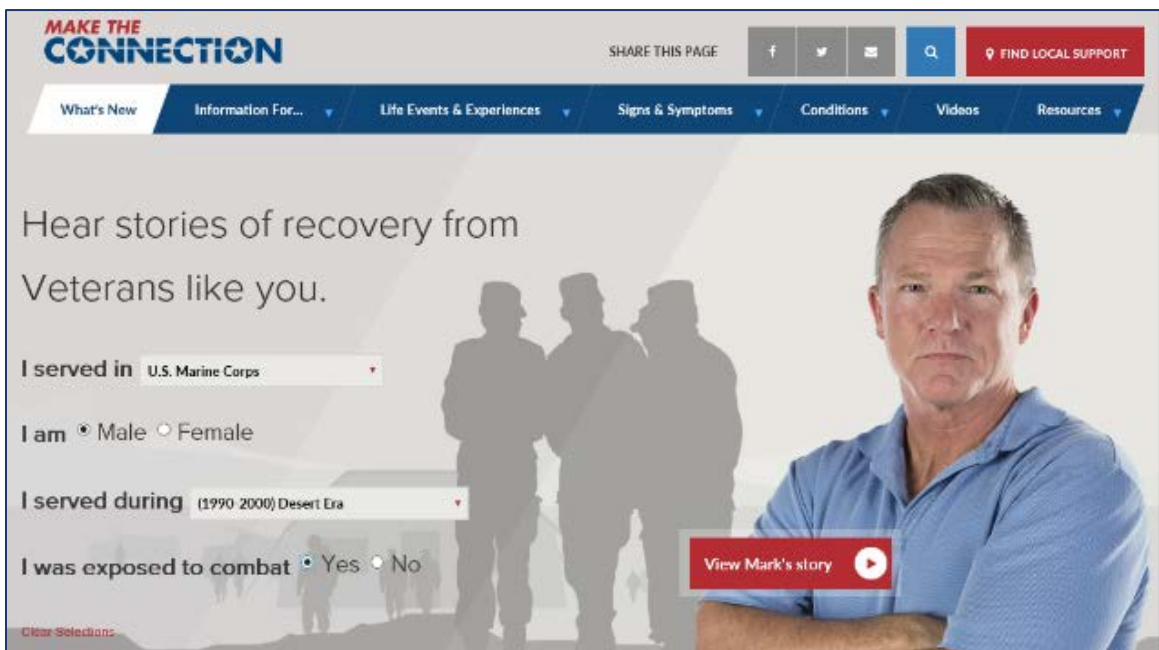 MAKE THE
CONNECTION
SHARE THIS PAGE
FIND LOCAL SUPPORT
What's New
Information For...
Life Events & Experiences
Signs & Symptoms
Conditions
Videos
Resources
Hear stories of recovery from
Veterans like you.
I served in U.S. Marine Corps
I am Male Female
I served during (1990-2000) Desert Era
I was exposed to combat Yes No
View Mark's story
Clear Selections